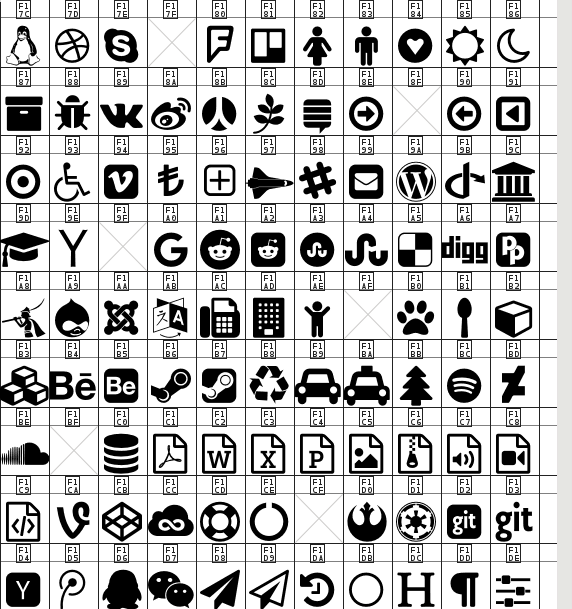 F1 F1 F1 F1 F1 F1 F1 F1 F1 F1 F1
7C 7D 7E 7F 80 81 82 83 84 85 86
F1 F1 F1 F1 F1 F1 F1 F1 F1 F1 F1
87 88 89 8A 8B 8C 8D 8E 8F 90 91
F1 F1 F1 F1 F1 F1 F1 F1 F1 F1 F1
92 93 94 95 96 97 98 99 9A 9B 9C
F1 F1 F1 F1 F1 F1 F1 F1 F1 F1 F1
9D 9E 9F A0 A1 A2 A3 A4 A5 A6 A7
digg
F1 F1 F1 F1 F1 F1 F1 F1 F1 F1 F1
A8 A9 AA AB AC AD AE AF B0 B1 B2
文 A
F1 F1 F1 F1 F1 F1 F1 F1 F1 F1 F1
B3 B4 B5 B6 B7 B8 B9 BA BB BC BD
Bē Be
F1 F1 F1 F1 F1 F1 F1 F1 F1 F1 F1
BE BF C0 C1 C2 C3 C4 C5 C6 C7 C8
W X P
F1 F1 F1 F1 F1 F1 F1 F1 F1 F1 F1
C9 CA CB CC CD CE CF D0 D1 D2 D3
</> git git
F1 F1 F1 F1 F1 F1 F1 F1 F1 F1 F1
D4 D5 D6 D7 D8 D9 DA DB DC DD DE
Y H ¶